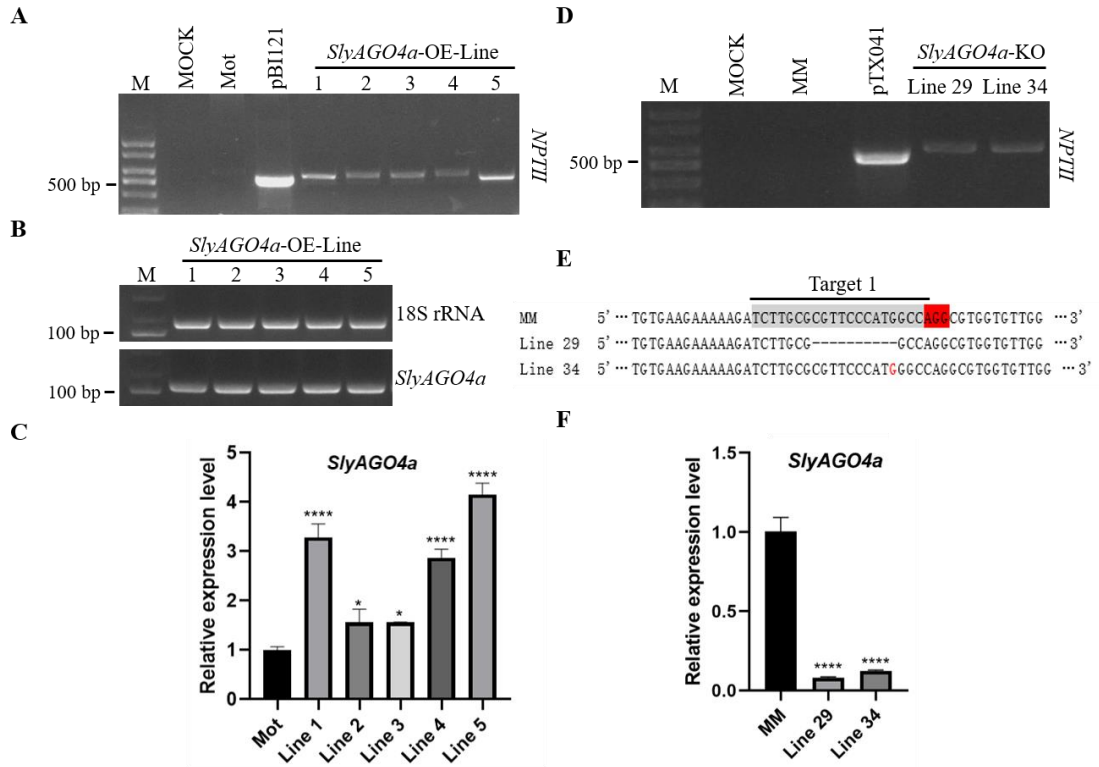 A
MOCK
Mot
pBI121
SlyAGO4a-OE-Line
M
1 2 3 4 5
500 bp
NPTII
B
SlyAGO4a-OE-Line
M 1 2 3 4 5
100 bp
18S rRNA
100 bp
SlyAGO4a
C
SlyAGO4a
Relative expression level
5
4
3
2
1
0
****
*
*
****
****
Mot
Line 1
Line 2
Line 3
Line 4
Line 5
D
MOCK
MM
pTX041
SlyAGO4a-KO
M
Line 29 Line 34
500 bp
NPTII
E
Target 1
MM 5’ ··· TGTGAAGAAAAAGATCTTGCGCGTTCCCATGGCCAGGCGTGGTGTTGG ··· 3’
Line 29 5’ ··· TGTGAAGAAAAAGATCTTGCG----------GCCAGGCGTGGTGTTGG ··· 3’
Line 34 5’ ··· TGTGAAGAAAAAGATCTTGCGCGTTCCCATGGGCCAGGCGTGGTGTTGG ··· 3’
F
SlyAGO4a
Relative expression level
1.5
1.0
0.5
0.0
****
****
MM
Line 29
Line 34